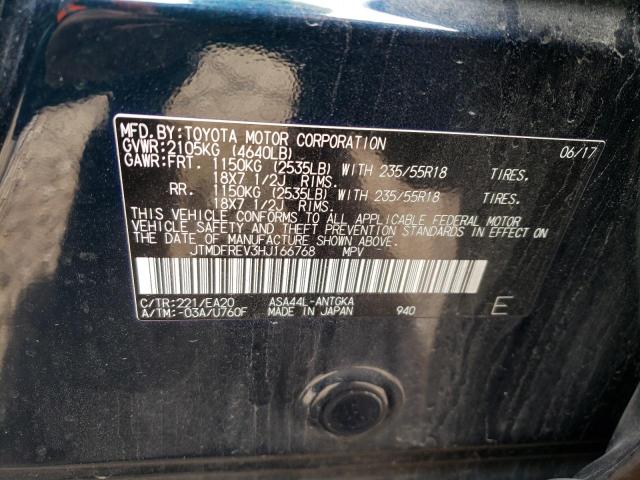 MFD.BY:TOYOTA MOTOR CORPORATION 06/17
GVWR:2105KG (4640LB)
GAWR:FRT. 1150KG (2535LB) WITH 235/55R18 TIRES.
18X7 1/2J RIMS.
RR. 1150KG (2535LB) WITH 235/55R18 TIRES.
18X7 1/2J RIMS.
THIS VEHICLE CONFORMS TO ALL APPLICABLE FEDERAL MOTOR
VEHICLE SAFETY AND THEFT PREVENTION STANDARDS IN EFFECT ON
THE DATE OF MANUFACTURE SHOWN ABOVE.
JTMDFREV3HJ166768 MPV
C/TR:221/EA20 ASA44L-ANTGKA
A/TM:-03A/U760F MADE IN JAPAN 940 E